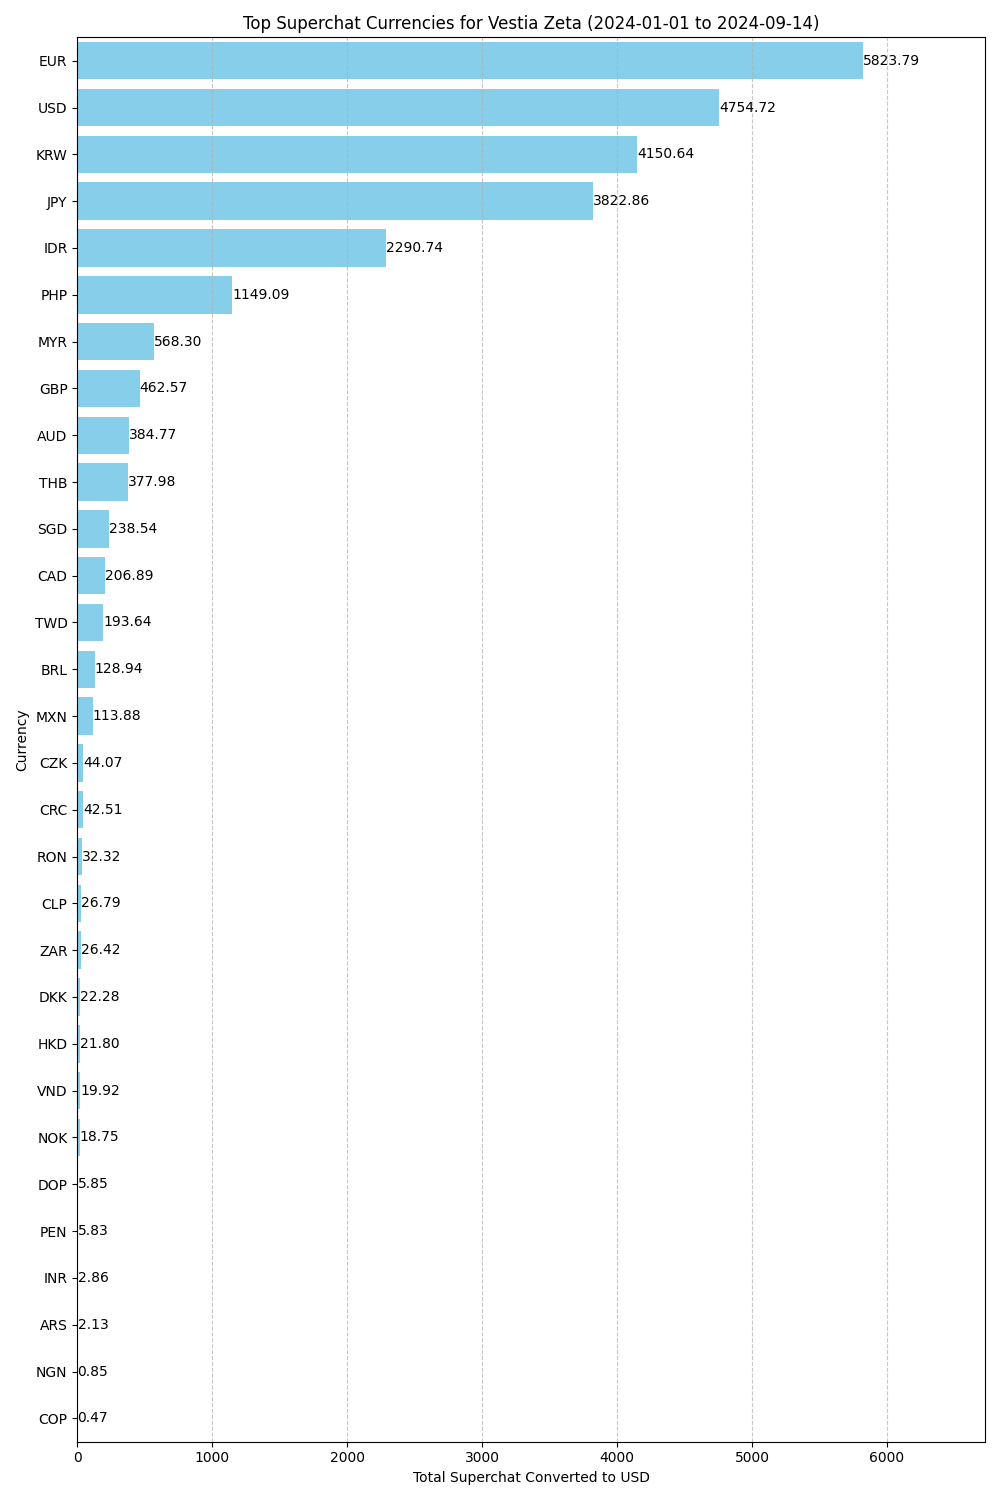 Top Superchat Currencies for Vestia Zeta (2024-01-01 to 2024-09-14)
EUR 5823.79
USD 4754.72
KRW 4150.64
JPY 3822.86
IDR 2290.74
PHP 1149.09
MYR 568.30
GBP 462.57
AUD 384.77
THB 377.98
SGD 238.54
CAD 206.89
TWD 193.64
BRL 128.94
MXN 113.88
Currency
CZK 44.07
CRC 42.51
RON 32.32
CLP 26.79
ZAR 26.42
DKK 22.28
HKD 21.80
VND 19.92
NOK 18.75
DOP 5.85
PEN 5.83
INR 2.86
ARS 2.13
NGN 0.85
COP 0.47
0 1000 2000 3000 4000 5000 6000
Total Superchat Converted to USD